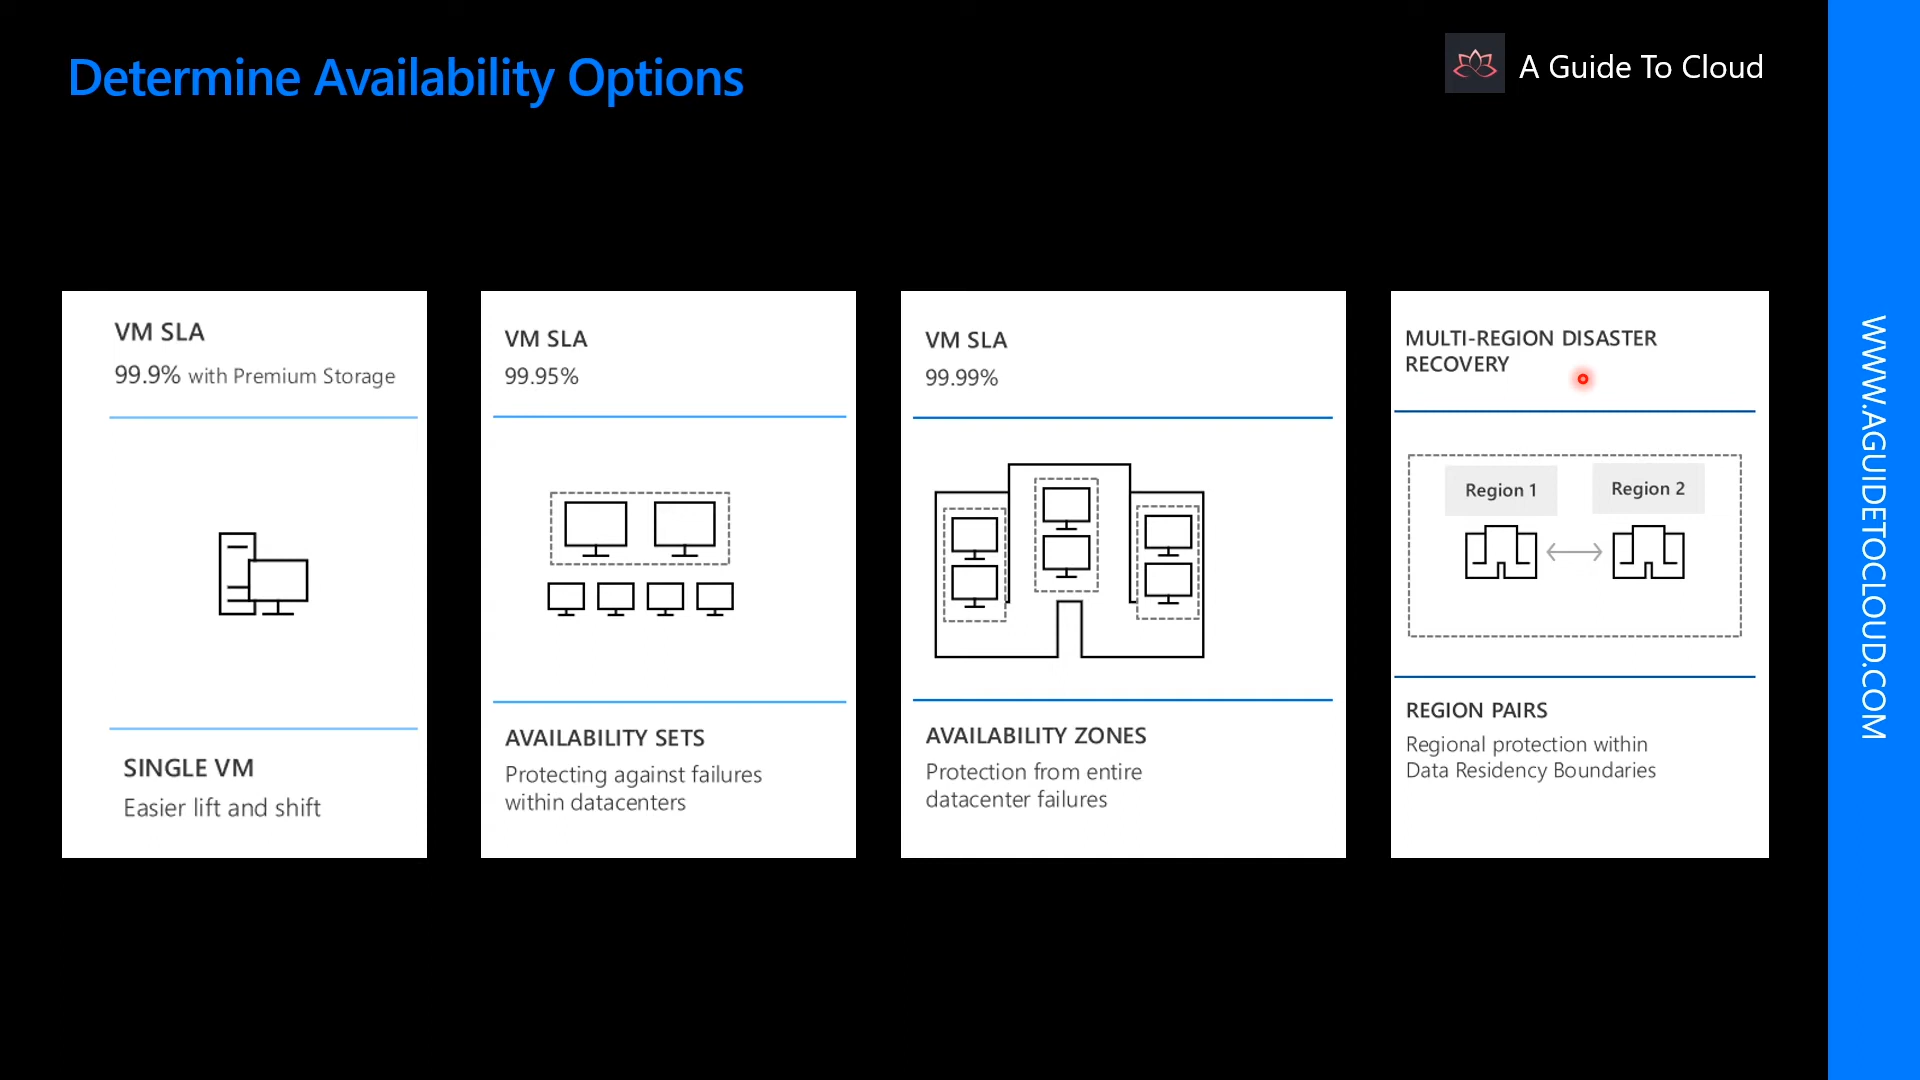 Determine Availability Options
A Guide To Cloud
VM SLA
99.9% with Premium Storage
SINGLE VM
Easier lift and shift
VM SLA
99.95%
AVAILABILITY SETS
Protecting against failures
within datacenters
VM SLA
99.99%
AVAILABILITY ZONES
Protection from entire
datacenter failures
MULTI-REGION DISASTER
RECOVERY
Region 1
Region 2
REGION PAIRS
Regional protection within
Data Residency Boundaries
WWW.AGUIDETOCLOUD.COM